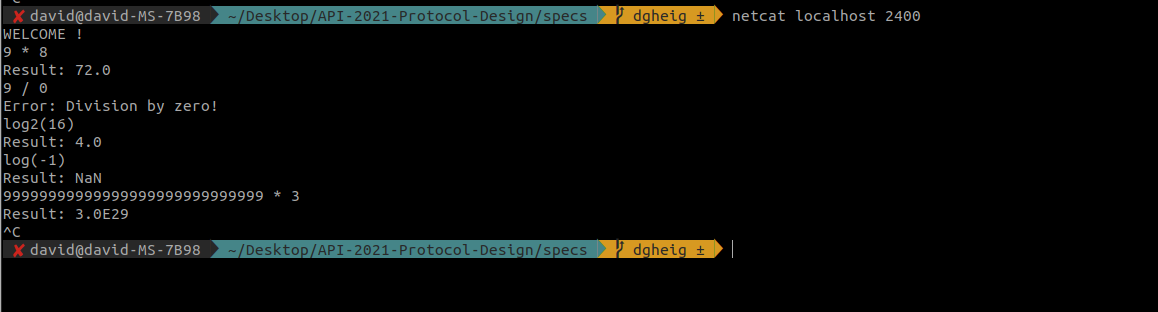 ✘ david@david-MS-7B98 ~/Desktop/API-2021-Protocol-Design/specs dgheig ± netcat localhost 2400
WELCOME !
9 * 8
Result: 72.0
9 / 0
Error: Division by zero!
log2(16)
Result: 4.0
log(-1)
Result: NaN
99999999999999999999999999999 * 3
Result: 3.0E29
^C
✘ david@david-MS-7B98 ~/Desktop/API-2021-Protocol-Design/specs dgheig ±